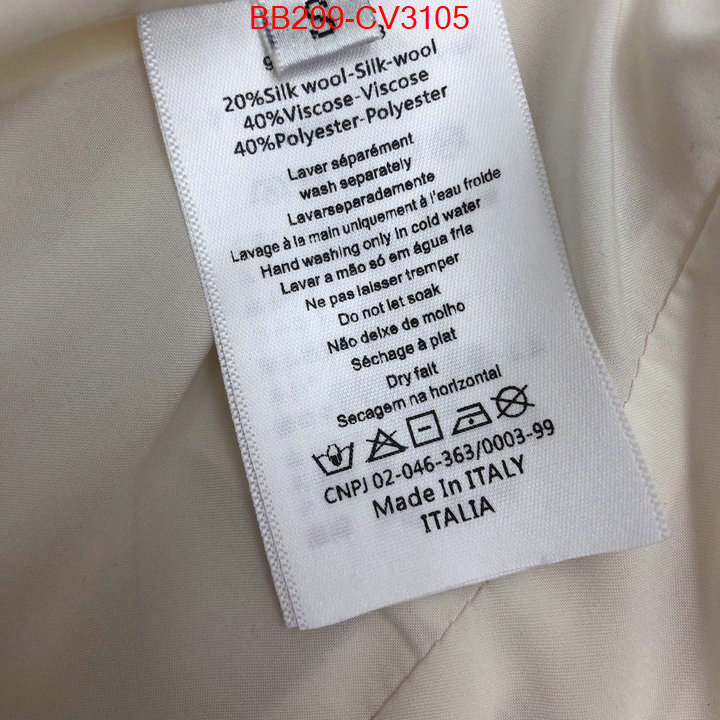 BB209-CV3105
20%Silk wool-Silk-wool
40%Viscose-Viscose
40%Polyester-Polyester
Laver séparément
wash separately
Lavarseparadamente
Lavage à la main uniquement à l'eau froide
Hand washing only in cold water
Lavar a mão só em água fria
Ne pas laisser tremper
Do not let soak
Não deixe de molho
Séchage à plat
Dry falt
Secagem na horizontal
CNPJ 02-046-363/0003-99
Made In ITALY
ITALIA